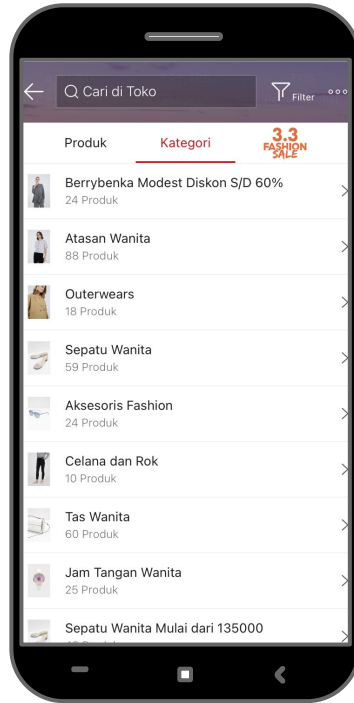 Cari di Toko
Filter
Produk
Kategori
3.3
FASHION
SALE
Berrybenka Modest Diskon S/D 60%
24 Produk
Atasan Wanita
88 Produk
Outerwears
18 Produk
Sepatu Wanita
59 Produk
Aksesoris Fashion
24 Produk
Celana dan Rok
10 Produk
Tas Wanita
60 Produk
Jam Tangan Wanita
25 Produk
Sepatu Wanita Mulai dari 135000